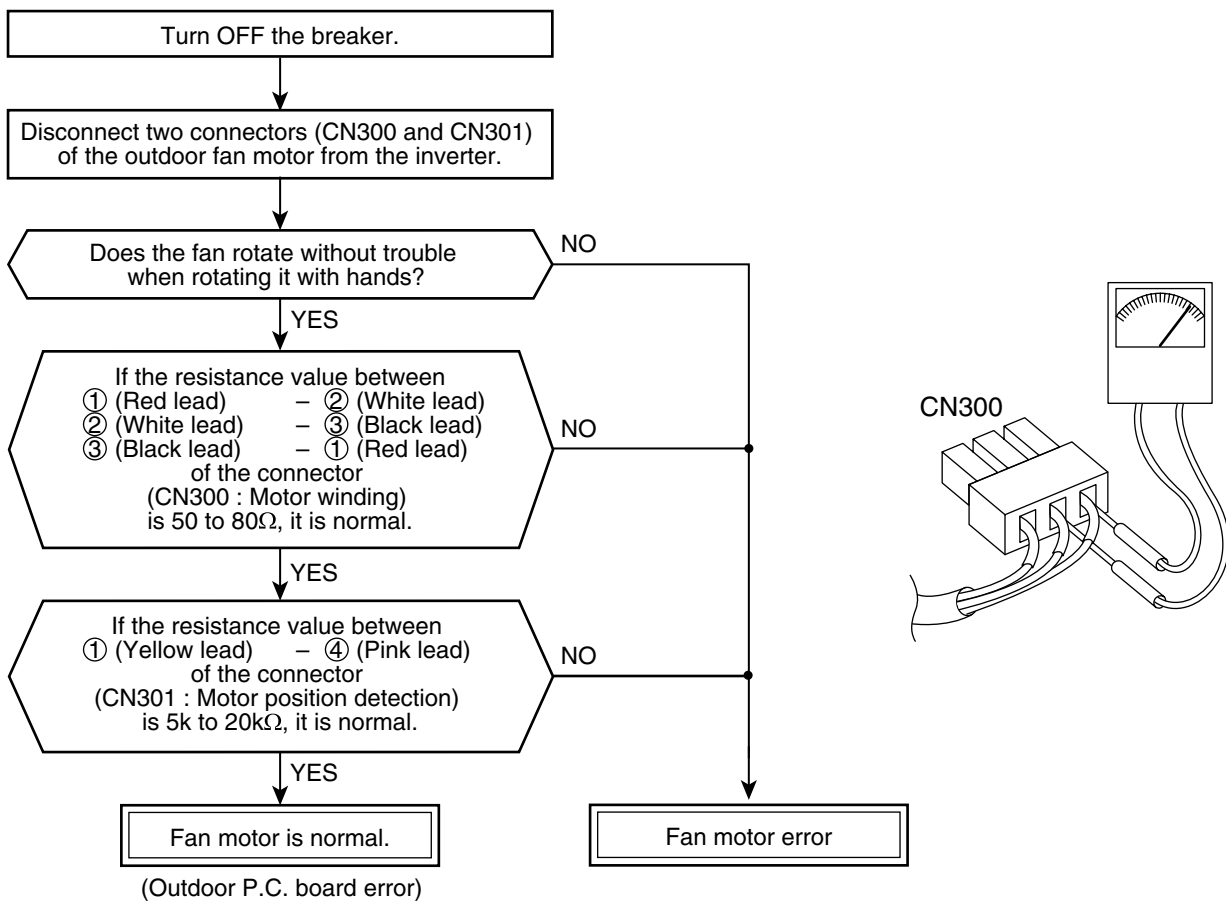 Turn OFF the breaker.
Disconnect two connectors (CN300 and CN301)
of the outdoor fan motor from the inverter.
Does the fan rotate without trouble
when rotating it with hands?
NO
YES
If the resistance value between
① (Red lead) – ② (White lead)
② (White lead) – ③ (Black lead)
③ (Black lead) – ① (Red lead)
of the connector
(CN300 : Motor winding)
is 50 to 80Ω, it is normal.
NO
YES
If the resistance value between
① (Yellow lead) – ④ (Pink lead)
of the connector
(CN301 : Motor position detection)
is 5k to 20kΩ, it is normal.
NO
YES
Fan motor is normal.
(Outdoor P.C. board error)
Fan motor error
CN300